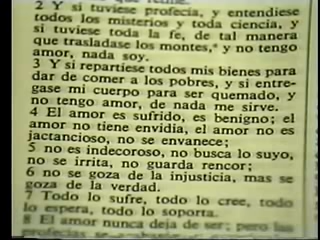 2 Y si tuviese profecía, y entendiese
todos los misterios y toda ciencia, y
si tuviese toda la fe, de tal manera
que trasladase los montes,* y no tengo
amor, nada soy.
3 Y si repartiese todos mis bienes para
dar de comer a los pobres, y si entre-
gase mi cuerpo para ser quemado, y
no tengo amor, de nada me sirve.
4 El amor es sufrido, es benigno; el
amor no tiene envidia, el amor no es
jactancioso, no se envanece;
5 no es indecoroso, no busca lo suyo,
no se irrita, no guarda rencor;
6 no se goza de la injusticia, mas se
goza de la verdad.
7 Todo lo sufre, todo lo cree, todo
lo espera, todo lo soporta.
8 El amor nunca deja de ser; pero las
profecías se